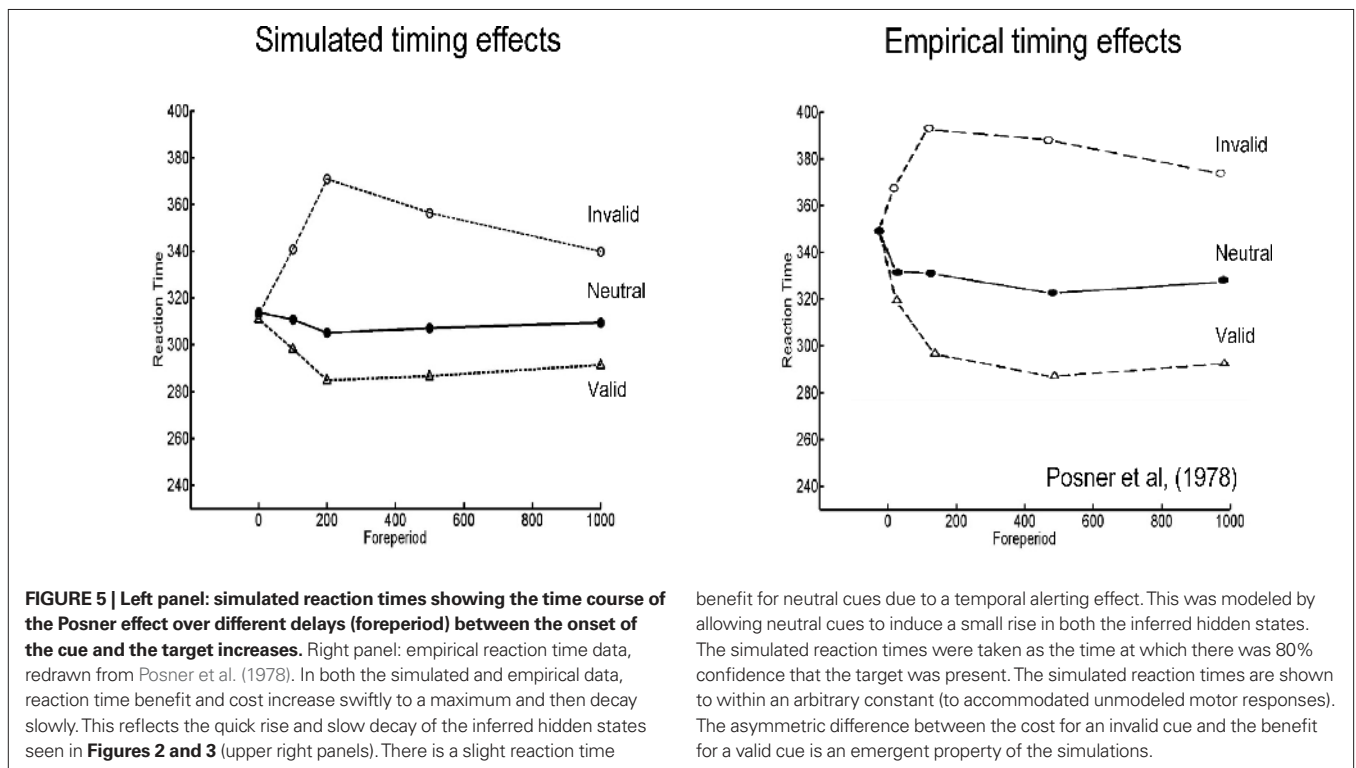 Simulated timing effects
400
380
360
340
320
300
280
260
240
Reaction Time
Invalid
Neutral
Valid
0 200 400 600 800 1000
Foreperiod
Empirical timing effects
400
380
360
340
320
300
280
260
240
Reaction Time
Invalid
Neutral
Valid
Posner et al, (1978)
0 200 400 600 800 1000
Foreperiod
FIGURE 5 | Left panel: simulated reaction times showing the time course of
the Posner effect over different delays (foreperiod) between the onset of
the cue and the target increases. Right panel: empirical reaction time data,
redrawn from Posner et al. (1978). In both the simulated and empirical data,
reaction time benefit and cost increase swiftly to a maximum and then decay
slowly. This reflects the quick rise and slow decay of the inferred hidden states
seen in Figures 2 and 3 (upper right panels). There is a slight reaction time
benefit for neutral cues due to a temporal alerting effect. This was modeled by
allowing neutral cues to induce a small rise in both the inferred hidden states.
The simulated reaction times were taken as the time at which there was 80%
confidence that the target was present. The simulated reaction times are shown
to within an arbitrary constant (to accommodated unmodeled motor responses).
The asymmetric difference between the cost for an invalid cue and the benefit
for a valid cue is an emergent property of the simulations.